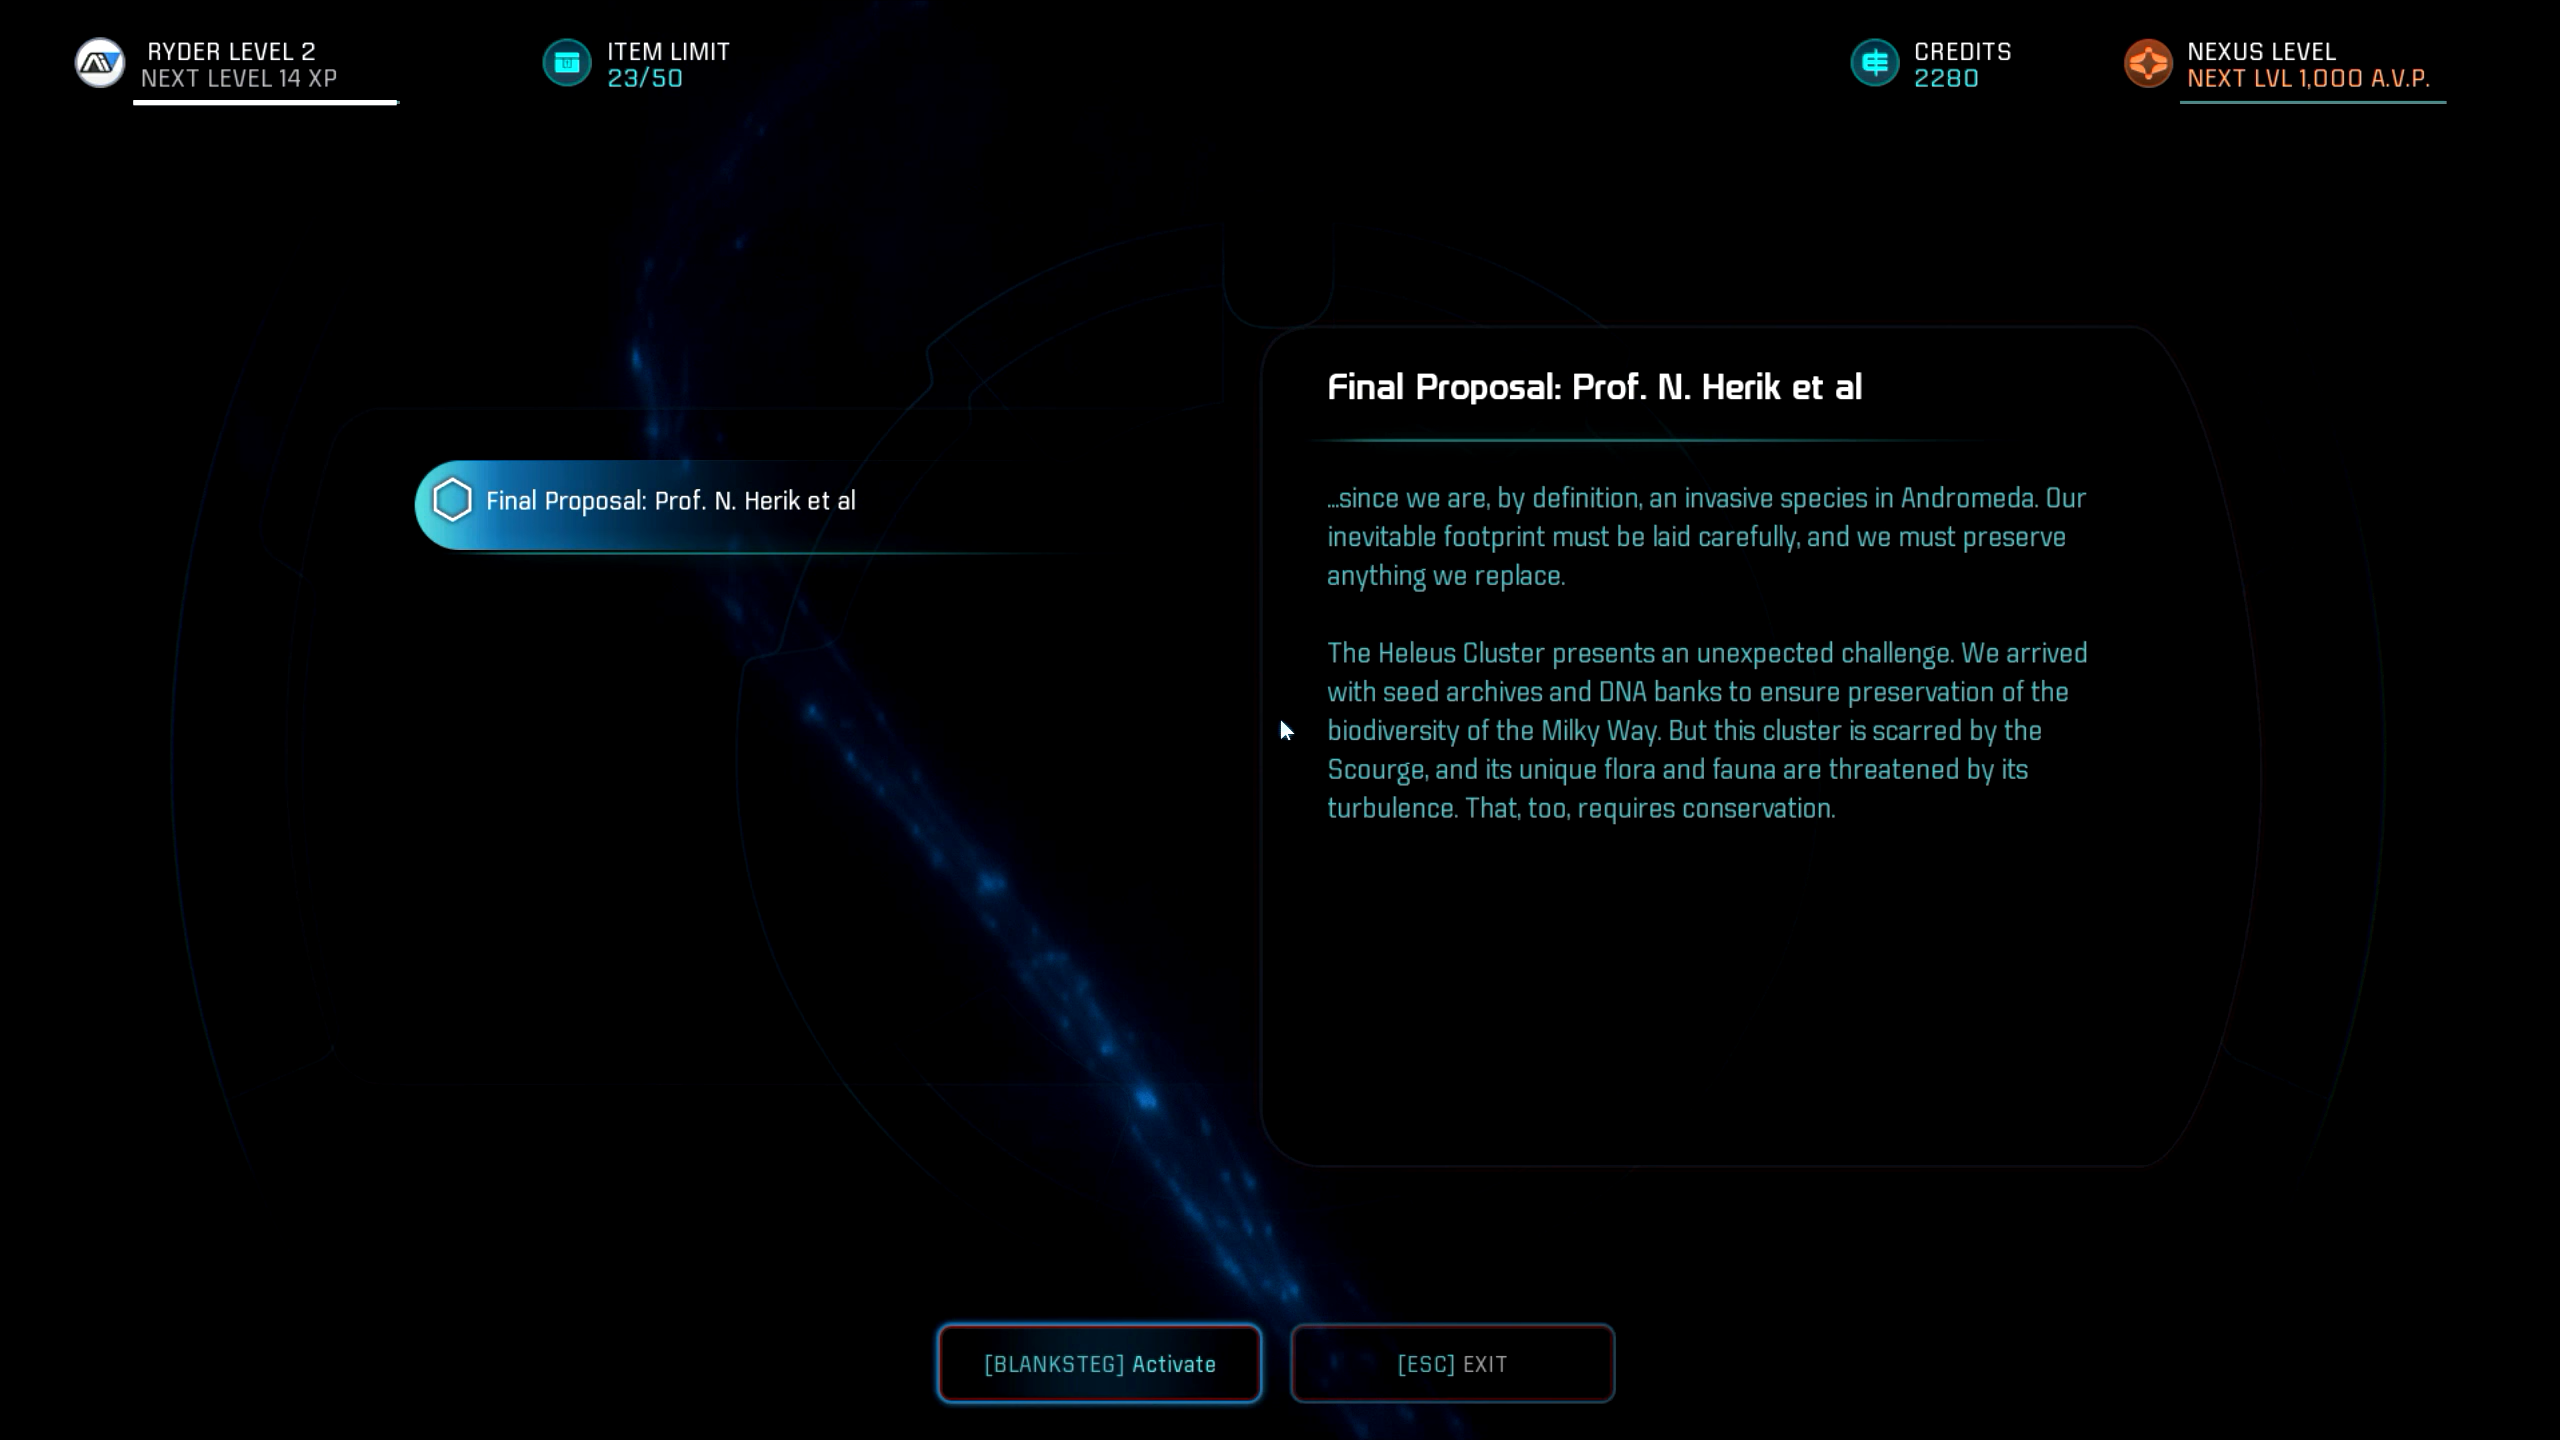 RYDER LEVEL 2
NEXT LEVEL 14 XP
ITEM LIMIT
23/50
CREDITS
2280
NEXUS LEVEL
NEXT LVL 1,000 A.V.P.
Final Proposal: Prof. N. Herik et al
Final Proposal: Prof. N. Herik et al
...since we are, by definition, an invasive species in Andromeda. Our
inevitable footprint must be laid carefully, and we must preserve
anything we replace.
The Heleus Cluster presents an unexpected challenge. We arrived
with seed archives and DNA banks to ensure preservation of the
biodiversity of the Milky Way. But this cluster is scarred by the
Scourge, and its unique flora and fauna are threatened by its
turbulence. That, too, requires conservation.
[BLANKSTEG] Activate
[ESC] EXIT